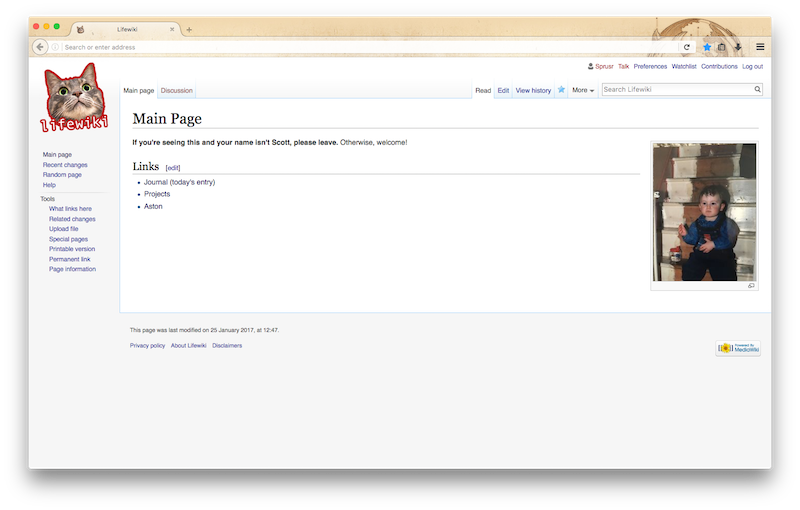 Lifewiki
Search or enter address
Sprusr Talk Preferences Watchlist Contributions Log out
lifewiki
Main page Discussion Read Edit View history More Search Lifewiki
Main Page
If you're seeing this and your name isn't Scott, please leave. Otherwise, welcome!
Links [edit]
Journal (today's entry)
Projects
Aston
Main page
Recent changes
Random page
Help
Tools
What links here
Related changes
Upload file
Special pages
Printable version
Permanent link
Page information
This page was last modified on 25 January 2017, at 12:47.
Privacy policy About Lifewiki Disclaimers
Powered By
MediaWiki